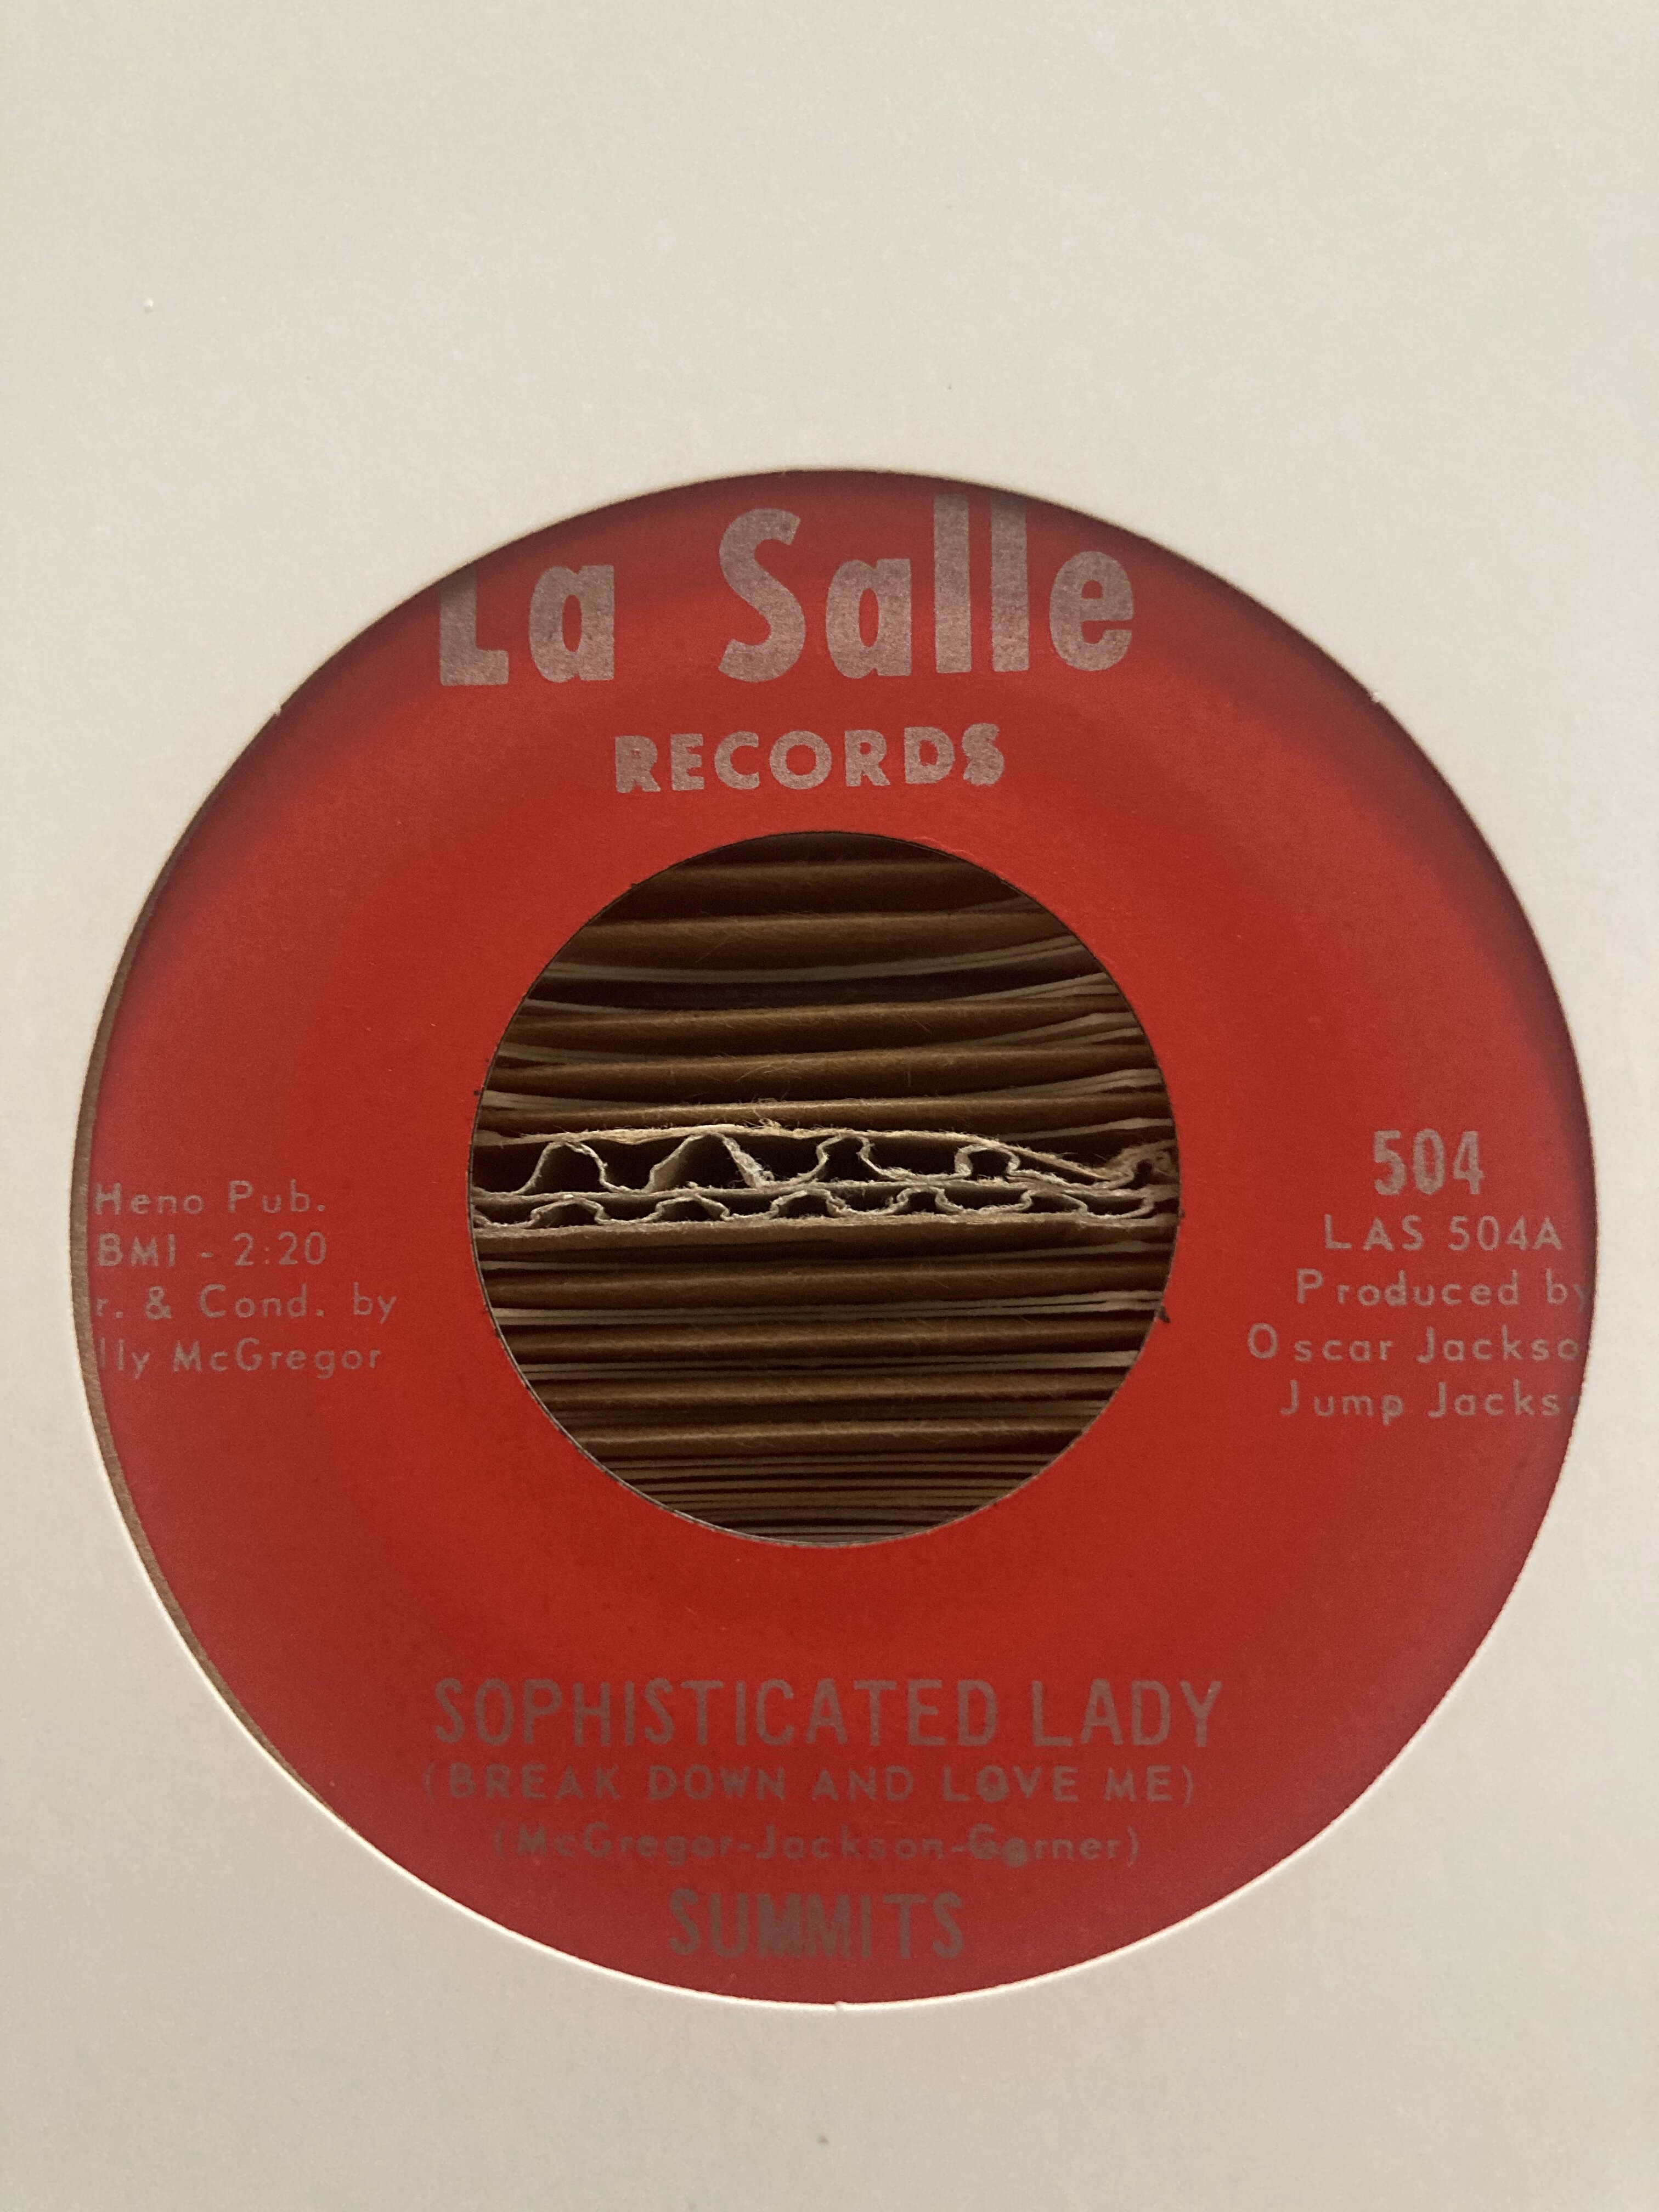 La Salle
RECORDS
Heno Pub.
BMI - 2:20
r. & Cond. by
lly McGregor
504
LAS 504A
Produced by
Oscar Jackso
Jump Jacks
SOPHISTICATED LADY
(BREAK DOWN AND LOVE ME)
(McGregor-Jackson-Garner)
SUMMITS